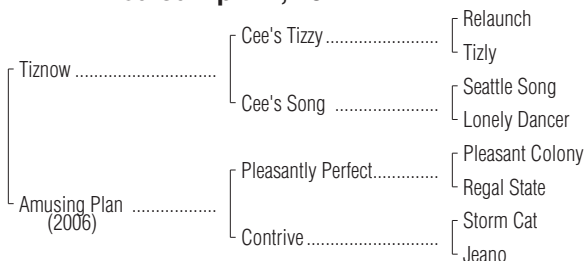 Relaunch
Cee's Tizzy ........................
Tizly
Tiznow ..............................
Seattle Song
Cee's Song ......................
Lonely Dancer
Pleasant Colony
Pleasantly Perfect..............
Regal State
Amusing Plan ..................
(2006)
Storm Cat
Contrive............................
Jeano